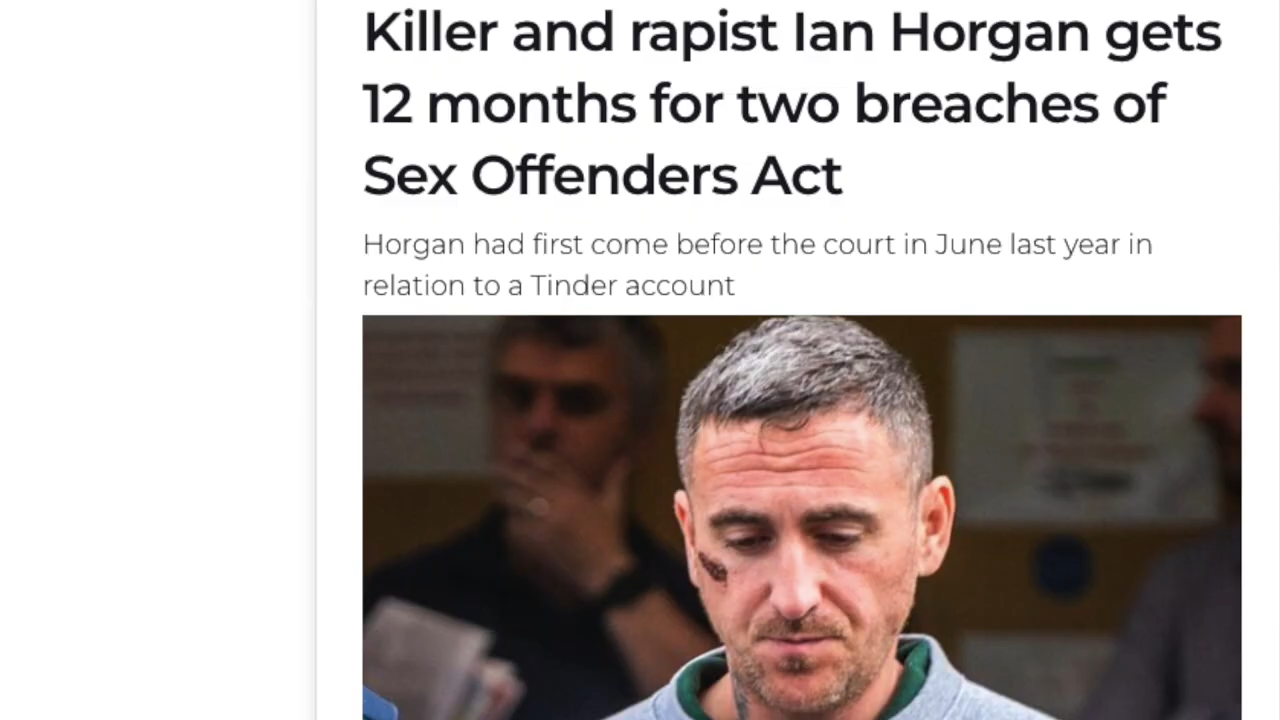 Killer and rapist Ian Horgan gets
12 months for two breaches of
Sex Offenders Act
Horgan had first come before the court in June last year in
relation to a Tinder account